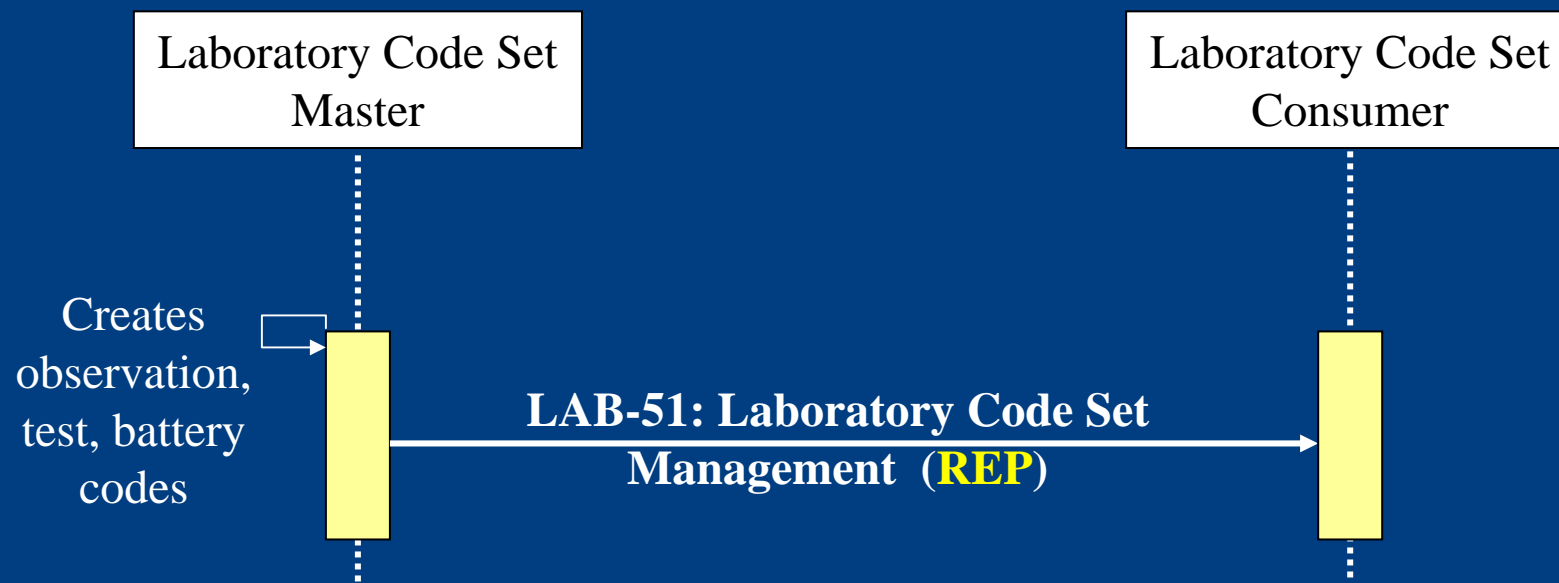 Laboratory Code Set
Master
Laboratory Code Set
Consumer
Creates
observation,
test, battery
codes
LAB-51: Laboratory Code Set
Management (REP)